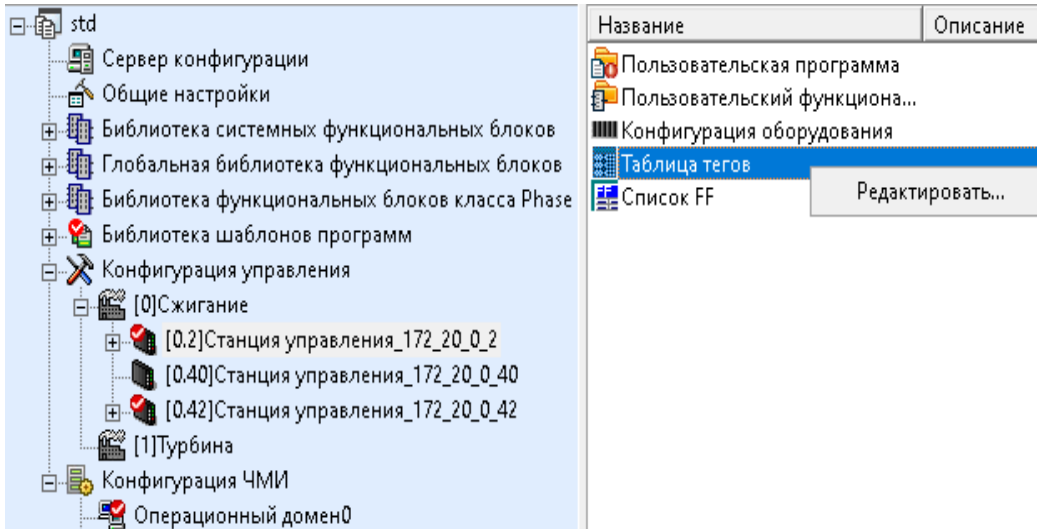 std
Сервер конфигурации
Общие настройки
Библиотека системных функциональных блоков
Глобальная библиотека функциональных блоков
Библиотека функциональных блоков класса Phase
Библиотека шаблонов программ
Конфигурация управления
[0]Сжигание
[0.2]Станция управления_172_20_0_2
[0.40]Станция управления_172_20_0_40
[0.42]Станция управления_172_20_0_42
[1]Турбина
Конфигурация ЧМИ
Операционный домен0
Название Описание
Пользовательская программа
Пользовательский функциона...
Конфигурация оборудования
Таблица тегов
Редактировать...
Список FF